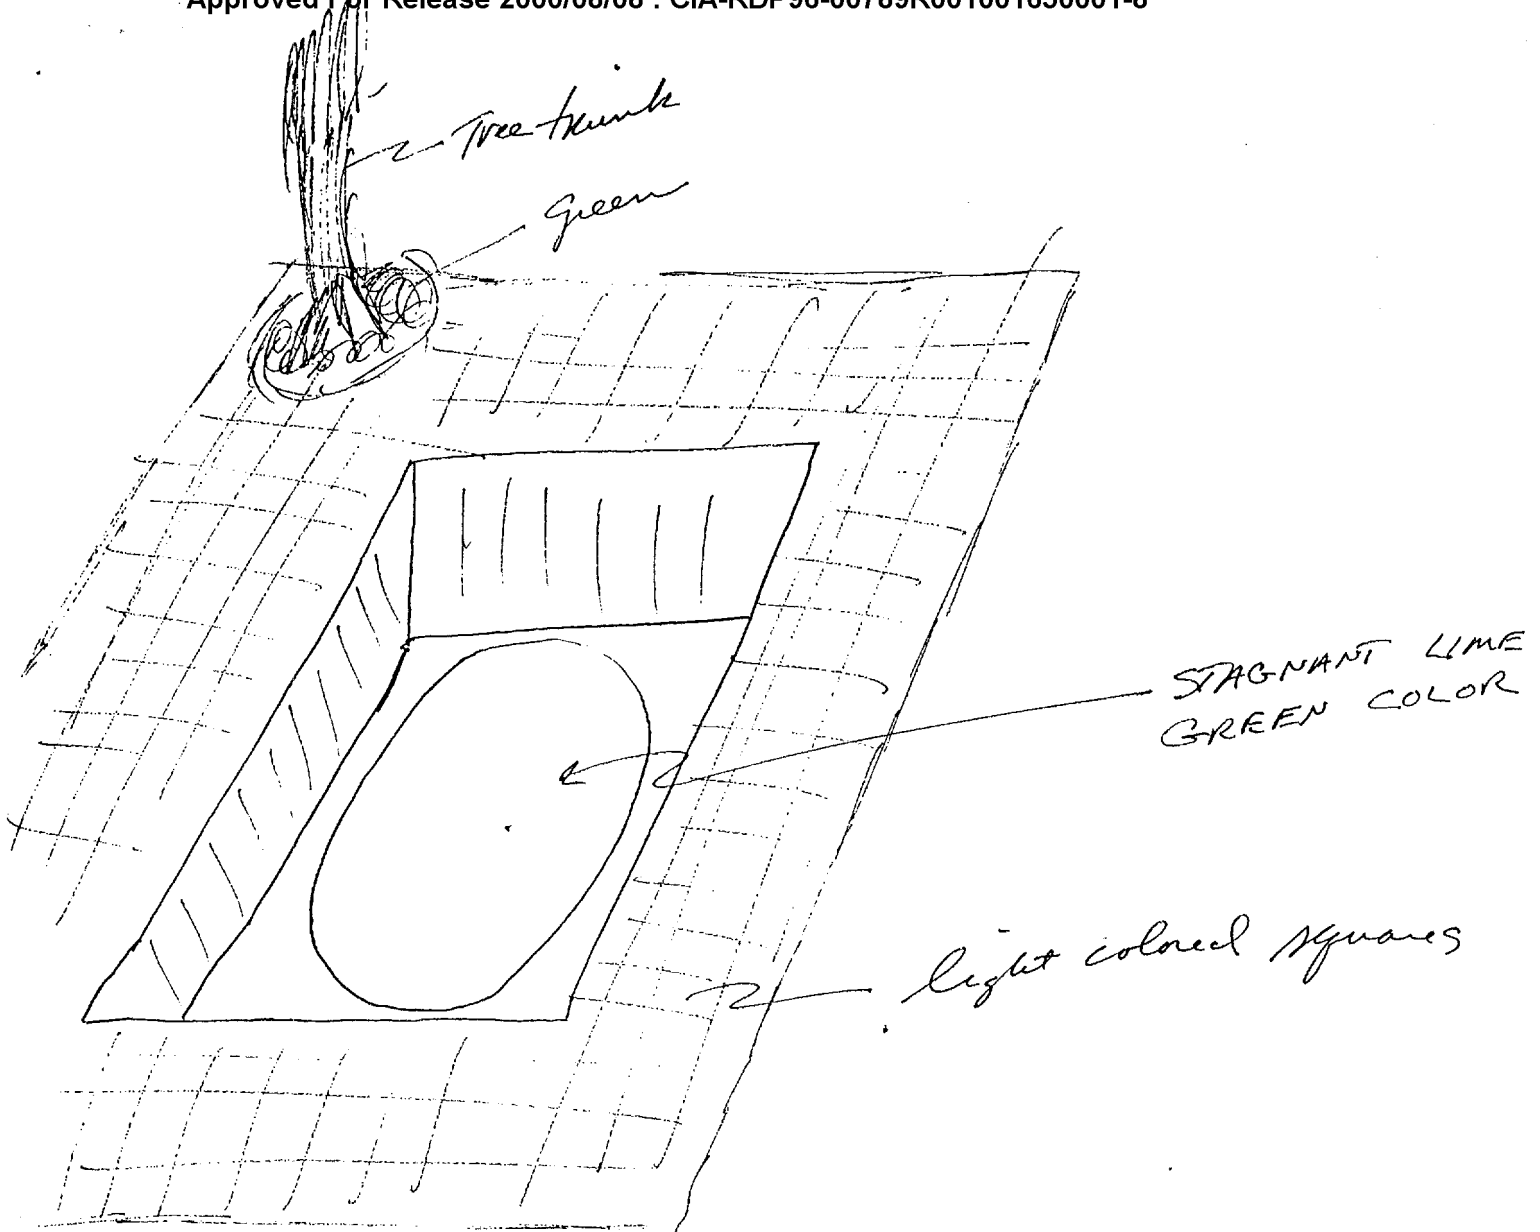 Approved For Release 2000/08/08 : CIA-RDP96-00789R001001650001-8
Tree trunk
Green
STAGNANT LIME
GREEN COLOR
light colored squares